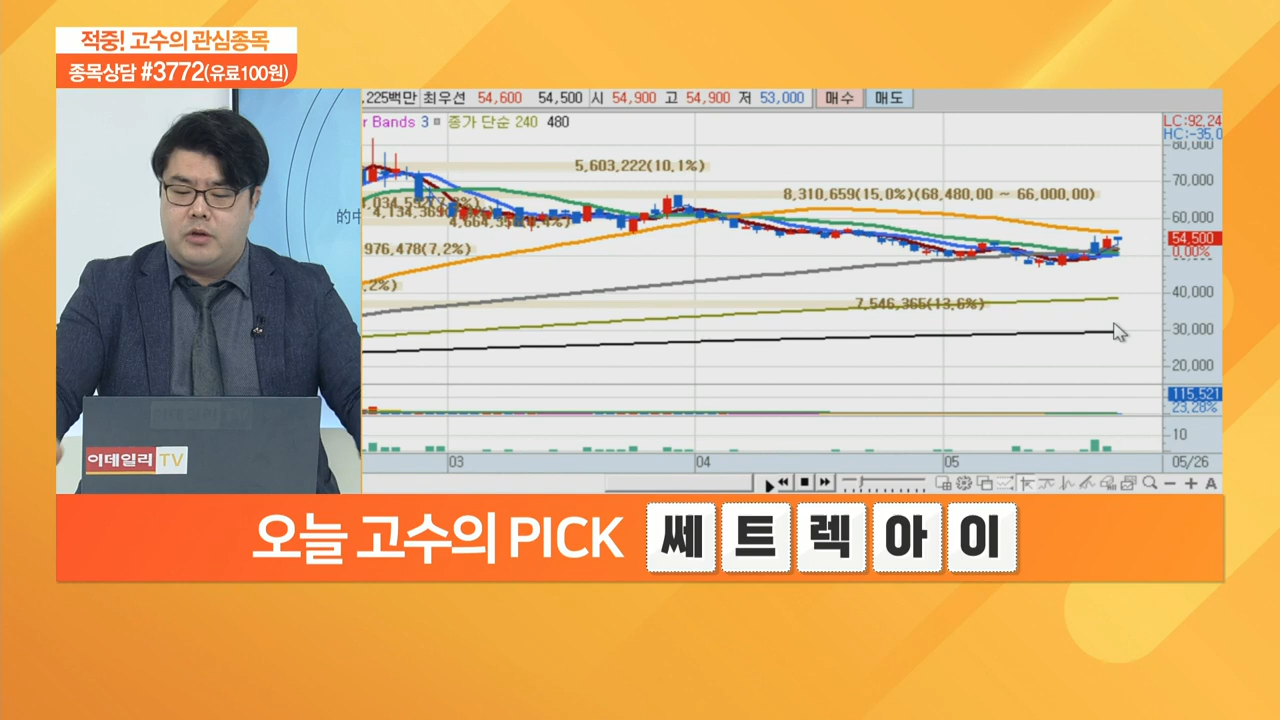 적중! 고수의 관심종목
종목상담 #3772(유료100원)
,225백만 최우선 54,600 54,500 시 54,900 고 54,900 저 53,000 매수 매도
r Bands 3 종가 단순 240 480
LC:92,24
HC:-35,0
80,000
5,603,222(10.1%)
70,000
8,310,659(15.0%)(68,480.00 ~ 66,000.00)
的中
60,000
54,500
0.00%
976,478(7.2%)
.2%)
40,000
7,546,365(13.6%)
30,000
20,000
115,521
23,28%
10
03 04 05 05/26
이데일리 TV
A
오늘 고수의 PICK 쎄트렉아이